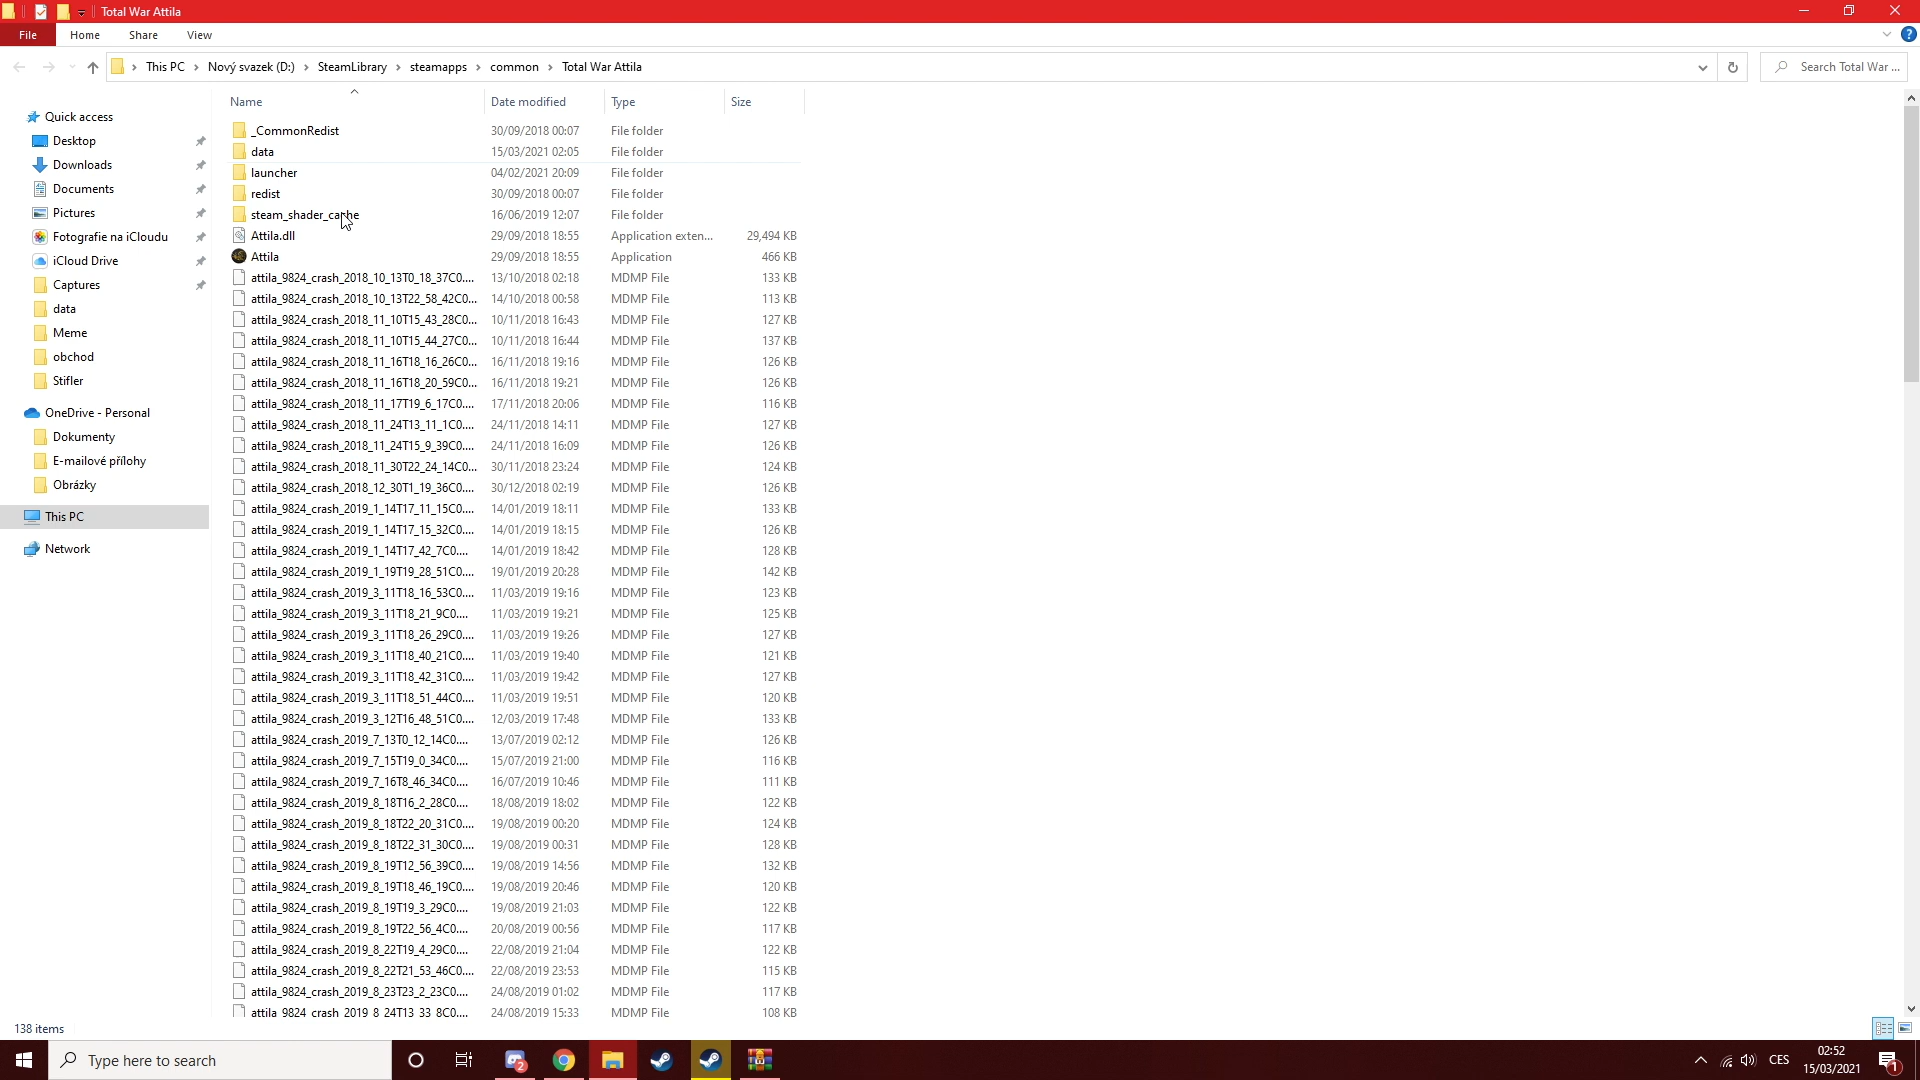 Total War Attila
File Home Share View
This PC Nový svazek (D:) SteamLibrary steamapps common Total War Attila
Search Total War ...
Name Date modified Type Size
Quick access
Desktop
Downloads
Documents
Pictures
Fotografie na iCloudu
iCloud Drive
Captures
data
Meme
obchod
Stifler
OneDrive - Personal
Dokumenty
E-mailové přílohy
Obrázky
This PC
Network
_CommonRedist 30/09/2018 00:07 File folder
data 15/03/2021 02:05 File folder
launcher 04/02/2021 20:09 File folder
redist 30/09/2018 00:07 File folder
steam_shader_cache 16/06/2019 12:07 File folder
Attila.dll 29/09/2018 18:55 Application exten... 29,494 KB
Attila 29/09/2018 18:55 Application 466 KB
attila_9824_crash_2018_10_13T0_18_37C0.... 13/10/2018 02:18 MDMP File 133 KB
attila_9824_crash_2018_10_13T22_58_42C0... 14/10/2018 00:58 MDMP File 113 KB
attila_9824_crash_2018_11_10T15_43_28C0... 10/11/2018 16:43 MDMP File 127 KB
attila_9824_crash_2018_11_10T15_44_27C0... 10/11/2018 16:44 MDMP File 137 KB
attila_9824_crash_2018_11_16T18_16_26C0... 16/11/2018 19:16 MDMP File 126 KB
attila_9824_crash_2018_11_16T18_20_59C0... 16/11/2018 19:21 MDMP File 126 KB
attila_9824_crash_2018_11_17T19_6_17C0.... 17/11/2018 20:06 MDMP File 116 KB
attila_9824_crash_2018_11_24T13_11_1C0.... 24/11/2018 14:11 MDMP File 127 KB
attila_9824_crash_2018_11_24T15_9_39C0.... 24/11/2018 16:09 MDMP File 126 KB
attila_9824_crash_2018_11_30T22_24_14C0... 30/11/2018 23:24 MDMP File 124 KB
attila_9824_crash_2018_12_30T1_19_36C0.... 30/12/2018 02:19 MDMP File 126 KB
attila_9824_crash_2019_1_14T17_11_15C0.... 14/01/2019 18:11 MDMP File 133 KB
attila_9824_crash_2019_1_14T17_15_32C0.... 14/01/2019 18:15 MDMP File 126 KB
attila_9824_crash_2019_1_14T17_42_7C0.... 14/01/2019 18:42 MDMP File 128 KB
attila_9824_crash_2019_1_19T19_28_51C0.... 19/01/2019 20:28 MDMP File 142 KB
attila_9824_crash_2019_3_11T18_16_53C0.... 11/03/2019 19:16 MDMP File 123 KB
attila_9824_crash_2019_3_11T18_21_9C0.... 11/03/2019 19:21 MDMP File 125 KB
attila_9824_crash_2019_3_11T18_26_29C0.... 11/03/2019 19:26 MDMP File 127 KB
attila_9824_crash_2019_3_11T18_40_21C0.... 11/03/2019 19:40 MDMP File 121 KB
attila_9824_crash_2019_3_11T18_42_31C0.... 11/03/2019 19:42 MDMP File 127 KB
attila_9824_crash_2019_3_11T18_51_44C0.... 11/03/2019 19:51 MDMP File 120 KB
attila_9824_crash_2019_3_12T16_48_51C0.... 12/03/2019 17:48 MDMP File 133 KB
attila_9824_crash_2019_7_13T0_12_14C0.... 13/07/2019 02:12 MDMP File 126 KB
attila_9824_crash_2019_7_15T19_0_34C0.... 15/07/2019 21:00 MDMP File 116 KB
attila_9824_crash_2019_7_16T8_46_34C0.... 16/07/2019 10:46 MDMP File 111 KB
attila_9824_crash_2019_8_18T16_2_28C0.... 18/08/2019 18:02 MDMP File 122 KB
attila_9824_crash_2019_8_18T22_20_31C0.... 19/08/2019 00:20 MDMP File 124 KB
attila_9824_crash_2019_8_18T22_31_30C0.... 19/08/2019 00:31 MDMP File 128 KB
attila_9824_crash_2019_8_19T12_56_39C0.... 19/08/2019 14:56 MDMP File 132 KB
attila_9824_crash_2019_8_19T18_46_19C0.... 19/08/2019 20:46 MDMP File 120 KB
attila_9824_crash_2019_8_19T19_3_29C0.... 19/08/2019 21:03 MDMP File 122 KB
attila_9824_crash_2019_8_19T22_56_4C0.... 20/08/2019 00:56 MDMP File 117 KB
attila_9824_crash_2019_8_22T19_4_29C0.... 22/08/2019 21:04 MDMP File 122 KB
attila_9824_crash_2019_8_22T21_53_46C0.... 22/08/2019 23:53 MDMP File 115 KB
attila_9824_crash_2019_8_23T23_2_23C0.... 24/08/2019 01:02 MDMP File 117 KB
attila_9824_crash_2019_8_24T13_33_8C0.... 24/08/2019 15:33 MDMP File 108 KB
138 items
Type here to search
2
CES
02:52
15/03/2021
1